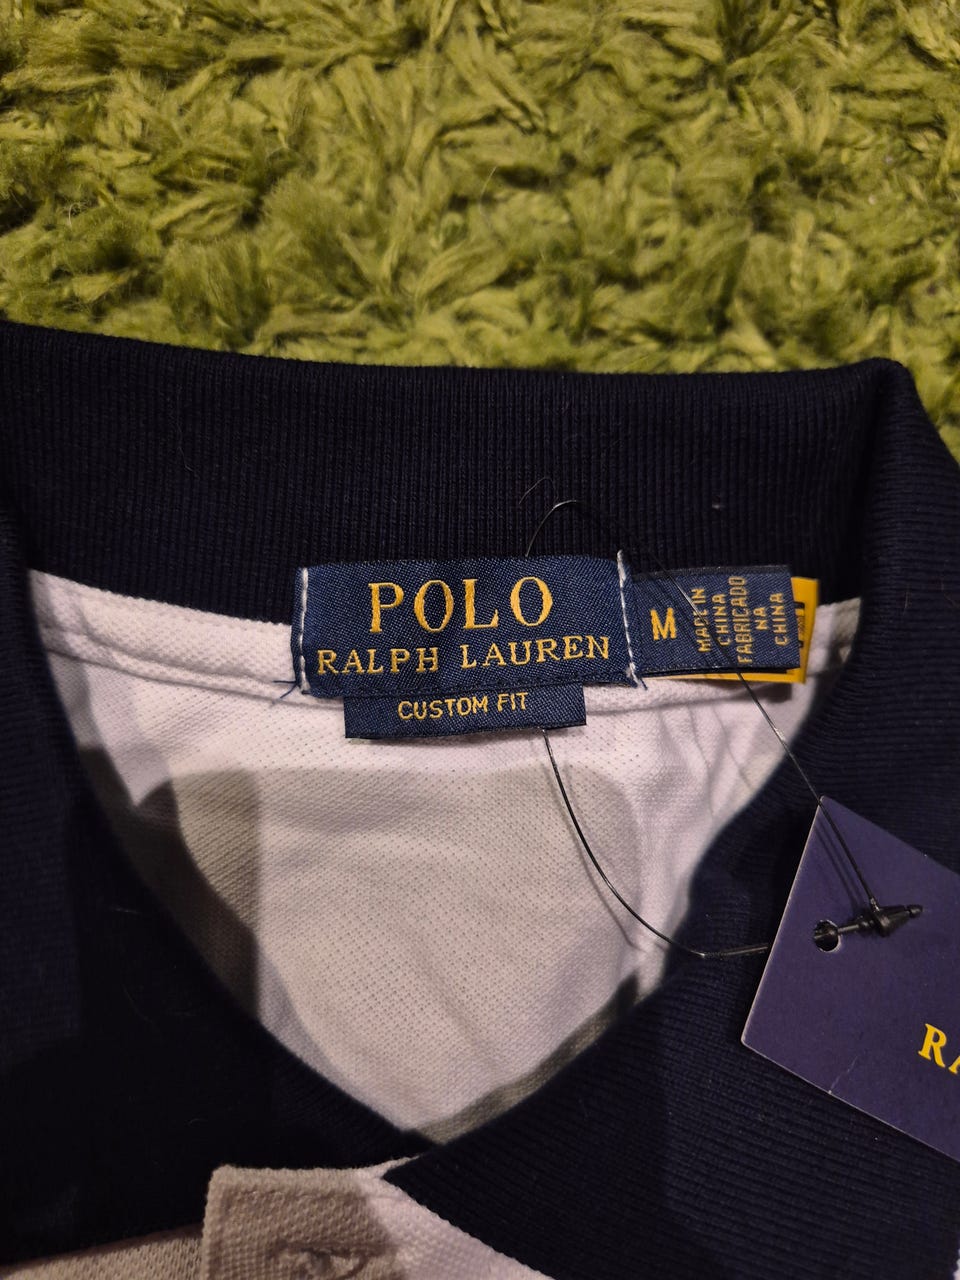 POLO
RALPH LAUREN
CUSTOM FIT
M
MADE IN
CHINA
FABRICADO
NA
CHINA
RA